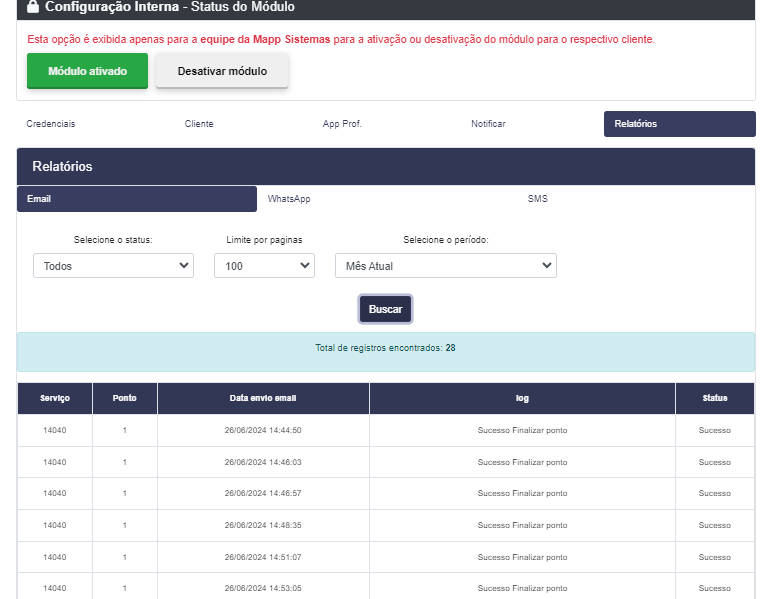 Configuração Interna - Status do Módulo
Esta opção é exibida apenas para a equipe da Mapp Sistemas para a ativação ou desativação do módulo para o respectivo cliente.
Módulo ativado Desativar módulo
Credenciais Cliente App Prof. Notificar Relatórios
Relatórios
Email WhatsApp SMS
Selecione o status: Limite por paginas Selecione o período:
Todos 100 Mês Atual
Buscar
Total de registros encontrados: 28
Serviço Ponto Data envio email log Status
14040 1 26/06/2024 14:44:50 Sucesso Finalizar ponto Sucesso
14040 1 26/06/2024 14:46:03 Sucesso Finalizar ponto Sucesso
14040 1 26/06/2024 14:46:57 Sucesso Finalizar ponto Sucesso
14040 1 26/06/2024 14:48:35 Sucesso Finalizar ponto Sucesso
14040 1 26/06/2024 14:51:07 Sucesso Finalizar ponto Sucesso
14040 1 26/06/2024 14:53:05 Sucesso Finalizar ponto Sucesso